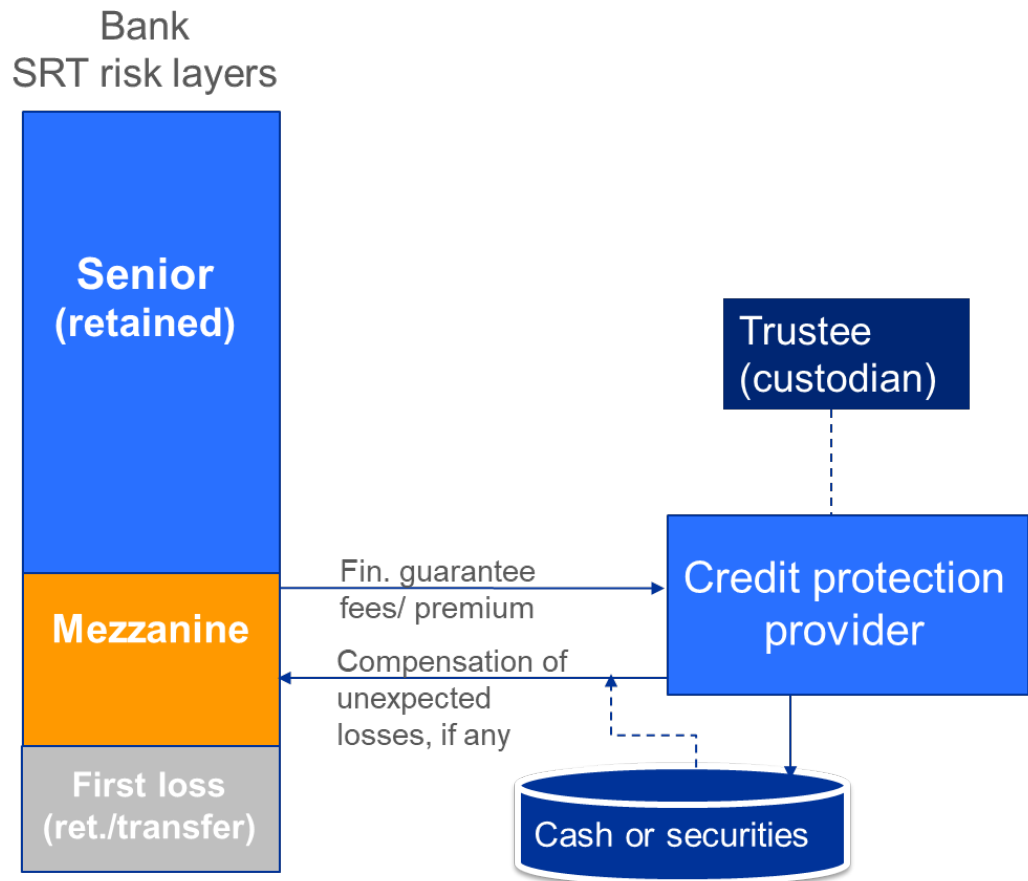 Bank
SRT risk layers
Senior
(retained)
Mezzanine
First loss
(ret./transfer)
Fin. guarantee
fees/ premium
Compensation of
unexpected
losses, if any
Trustee
(custodian)
Credit protection
provider
Cash or securities